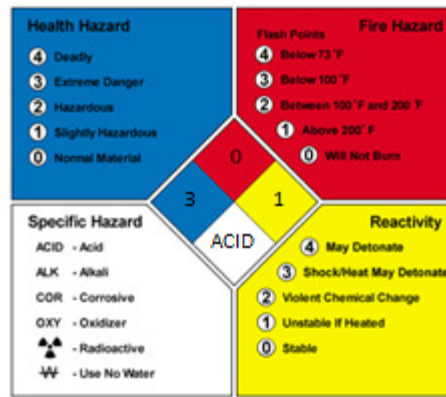 Health Hazard
4 Deadly
3 Extreme Danger
2 Hazardous
1 Slightly Hazardous
0 Normal Material
Fire Hazard
Flash Points
4 Below 73°F
3 Below 100°F
2 Between 100°F and 200°F
1 Above 200°F
0 Will Not Burn
0
3
1
ACID
Specific Hazard
ACID - Acid
ALK - Alkali
COR - Corrosive
OXY - Oxidizer
- Radioactive
W - Use No Water
Reactivity
4 May Detonate
3 Shock/Heat May Detonate
2 Violent Chemical Change
1 Unstable If Heated
0 Stable